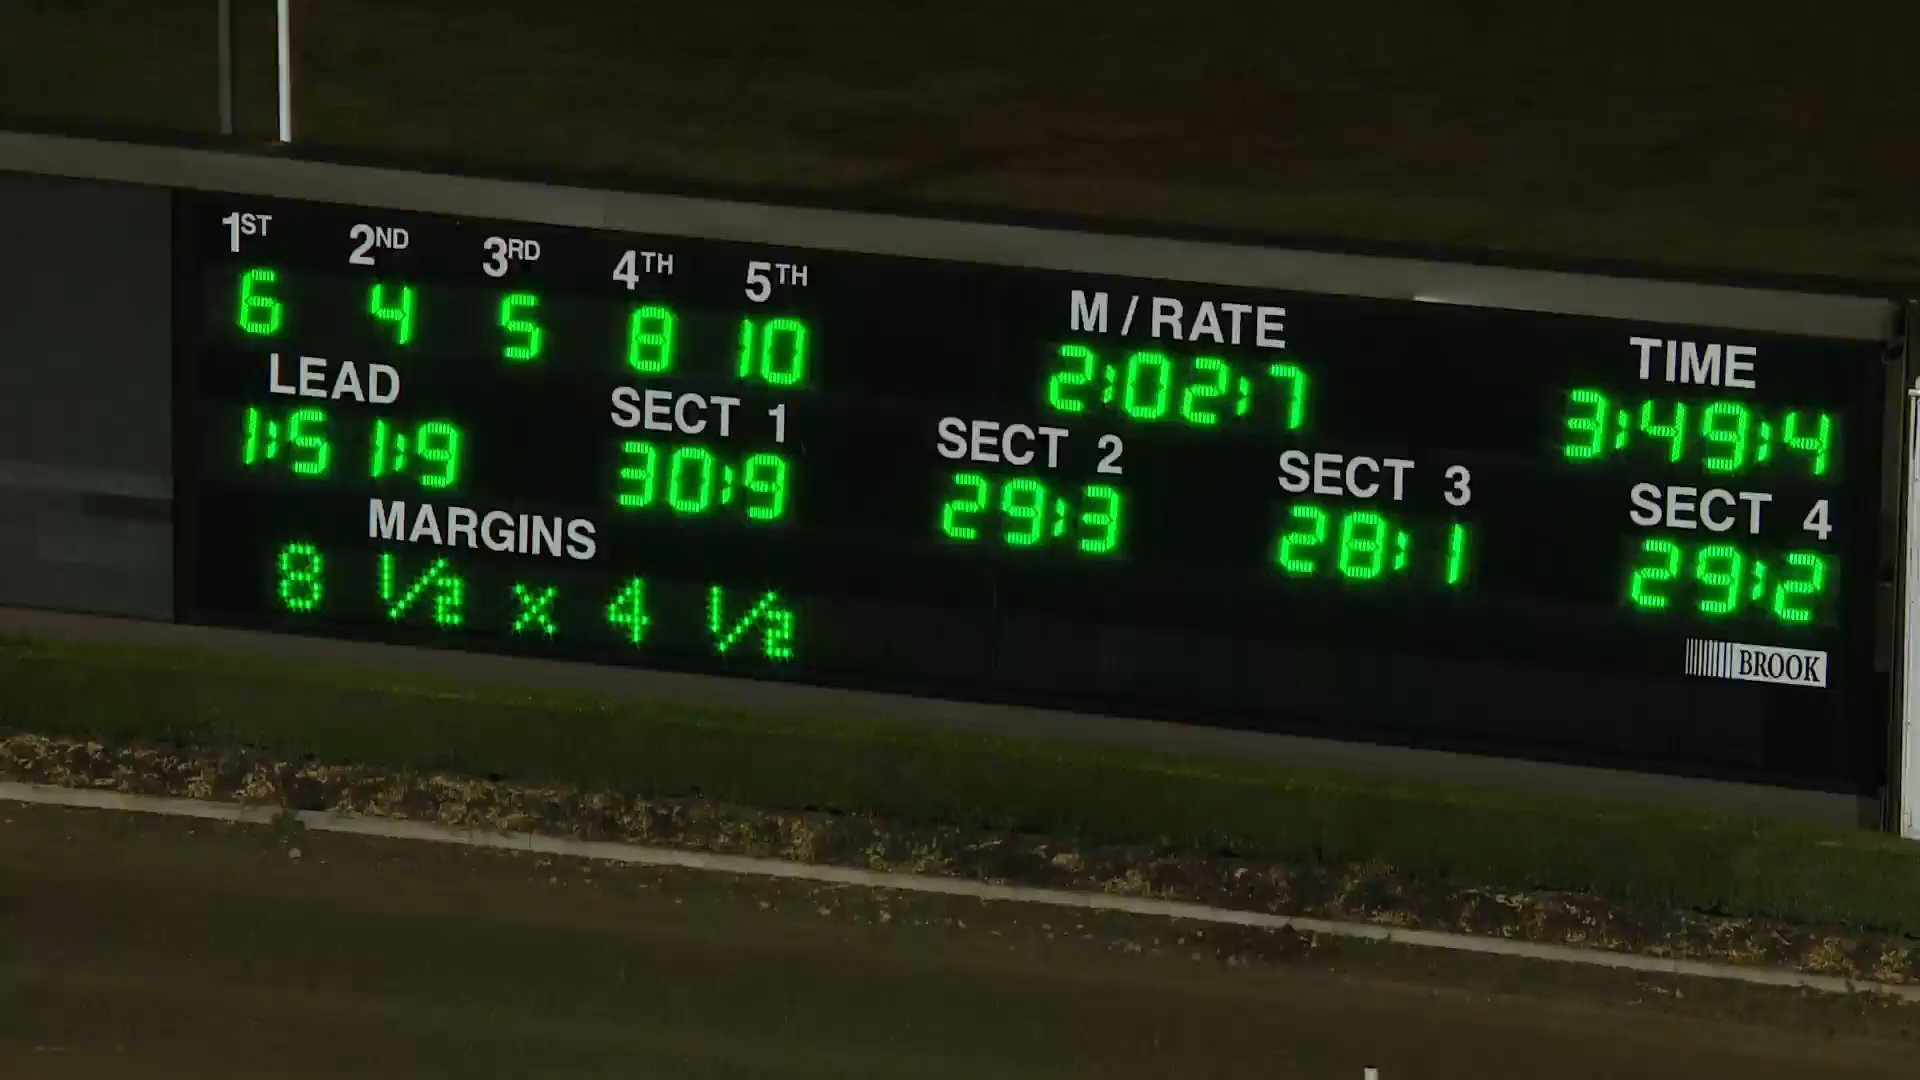 1ST 2ND 3RD 4TH 5TH
6 4 5 8 10
M/RATE
2:02:7
TIME
3:49:4
LEAD
1:51:9
SECT 1
30:9
SECT 2
29:3
SECT 3
28:1
SECT 4
29:2
MARGINS
8 1/2 x 4 1/2
BROOK